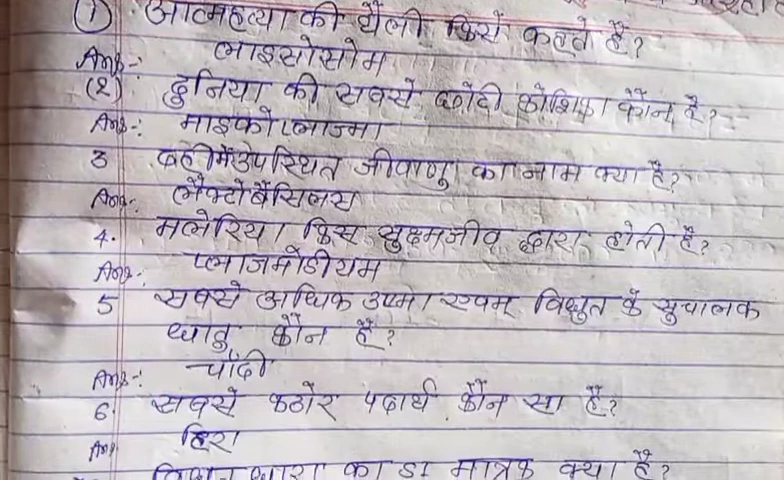 ① आत्महत्या की थैली किसे कहते है?
Ans-: लाइसोसोम
(2) दुनिया की सबसे छोटी कोशिका कौन है?
Ans-: माइकोप्लाज्मा
3 दही में उपस्थित जीवाणु का नाम क्या है?
Ans-: लैक्टोबैसिलस
4. मलेरिया किस सुक्ष्मजीव द्वारा होती है?
Ans-: प्लाजमोडीयम
5 सबसे अधिक उष्मा एवम् विधुत के सुचालक
धातु कौन है?
Ans-: चाँदी
6. सबसे कठोर पदार्थ कौन सा है?
Ans हिरा
धारा का SI मात्रक क्या है?